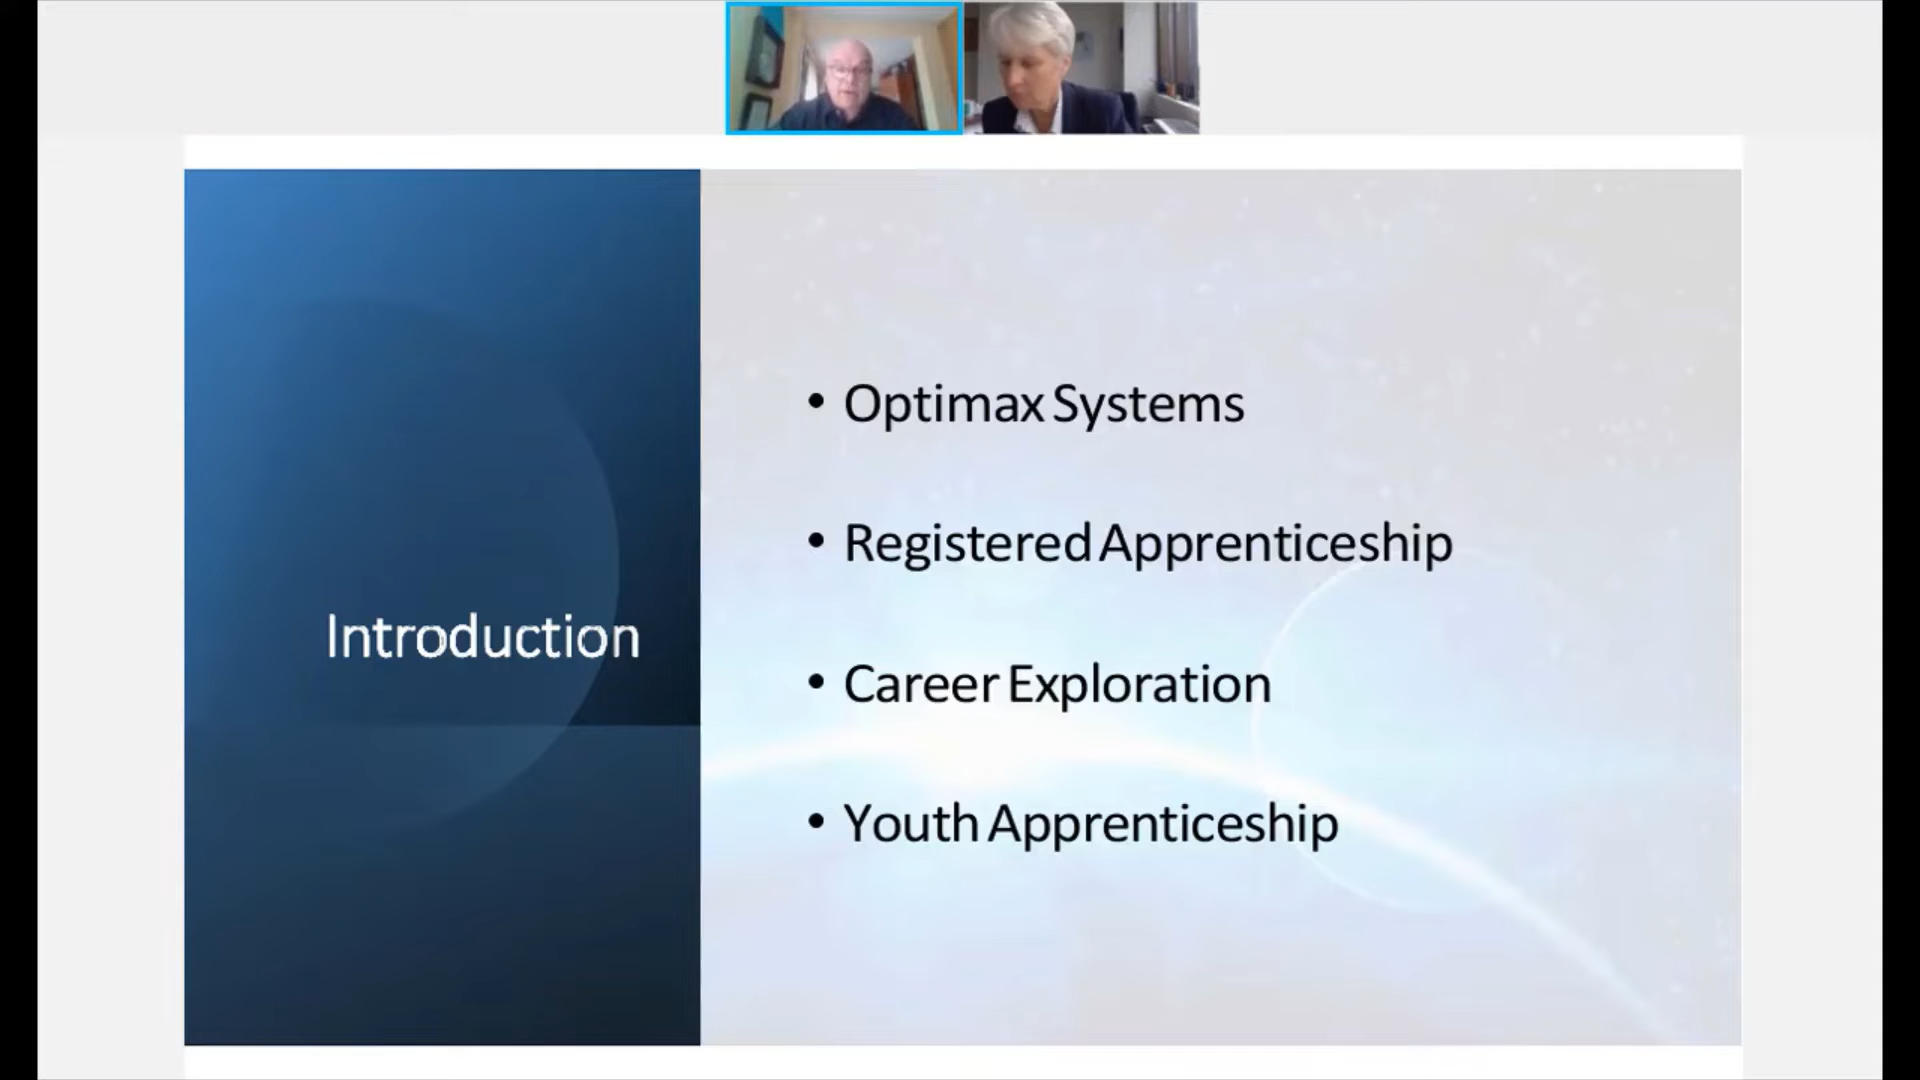 Introduction
• Optimax Systems
• Registered Apprenticeship
• Career Exploration
• Youth Apprenticeship